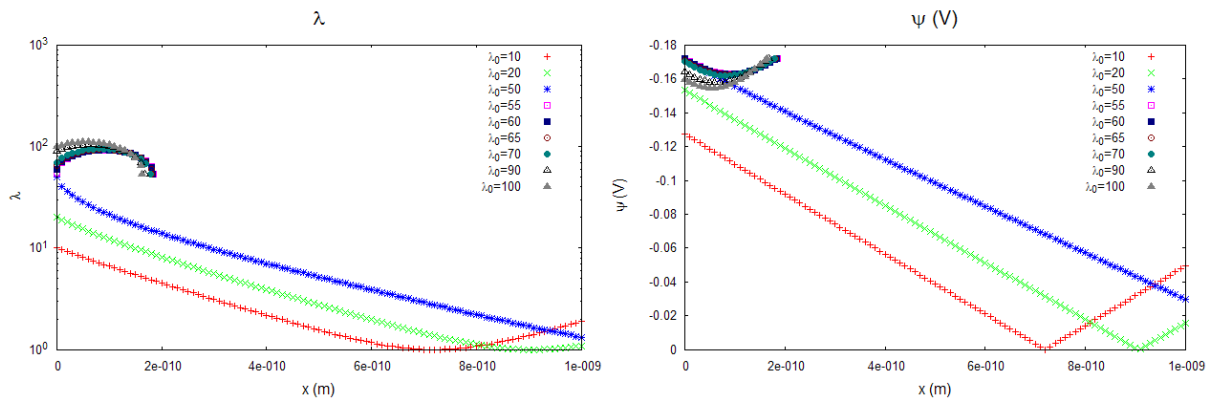 λ
10³
10²
10¹
10⁰
λ
0
2e-010
4e-010
6e-010
8e-010
1e-009
x (m)
λ₀=10
λ₀=20
λ₀=50
λ₀=55
λ₀=60
λ₀=65
λ₀=70
λ₀=90
λ₀=100
ψ (V)
-0.18
-0.16
-0.14
-0.12
-0.1
-0.08
-0.06
-0.04
-0.02
0
ψ (V)
0
2e-010
4e-010
6e-010
8e-010
1e-009
x (m)
λ₀=10
λ₀=20
λ₀=50
λ₀=55
λ₀=60
λ₀=65
λ₀=70
λ₀=90
λ₀=100